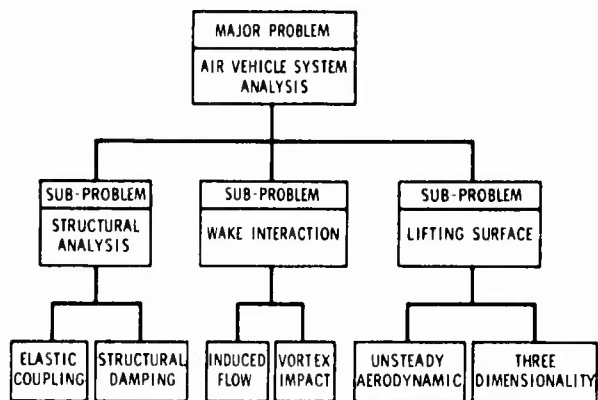 MAJOR PROBLEM
AIR VEHICLE SYSTEM
ANALYSIS
SUB-PROBLEM
STRUCTURAL
ANALYSIS
SUB-PROBLEM
WAKE INTERACTION
SUB-PROBLEM
LIFTING SURFACE
ELASTIC
COUPLING
STRUCTURAL
DAMPING
INDUCED
FLOW
VORTEX
IMPACT
UNSTEADY
AERODYNAMIC
THREE
DIMENSIONALITY